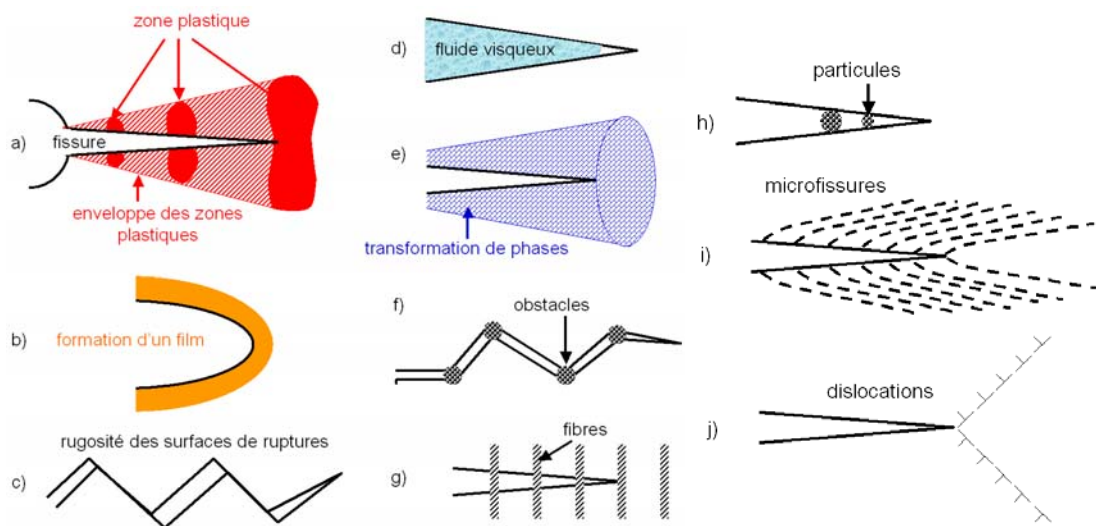 zone plastique
a)
fissure
enveloppe des zones
plastiques
b)
formation d'un film
rugosité des surfaces de ruptures
c)
d)
fluide visqueux
e)
transformation de phases
f)
obstacles
fibres
g)
particules
h)
microfissures
i)
dislocations
j)